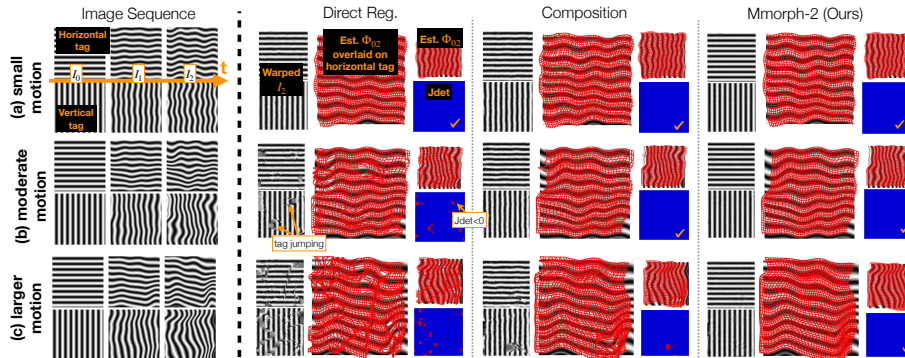 Image Sequence
Direct Reg.
Composition
Mmorph-2 (Ours)
(a) small
motion
Horizontal
tag
I₀
I₁
I₂
t
Vertical
tag
Warped
I₂
Est. Φ₀₂
overlaid on
horizontal tag
Est. Φ₀₂
Jdet
✓
✓
✓
(b) moderate
motion
tag jumping
Jdet<0
✓
✓
(c) larger
motion
✓